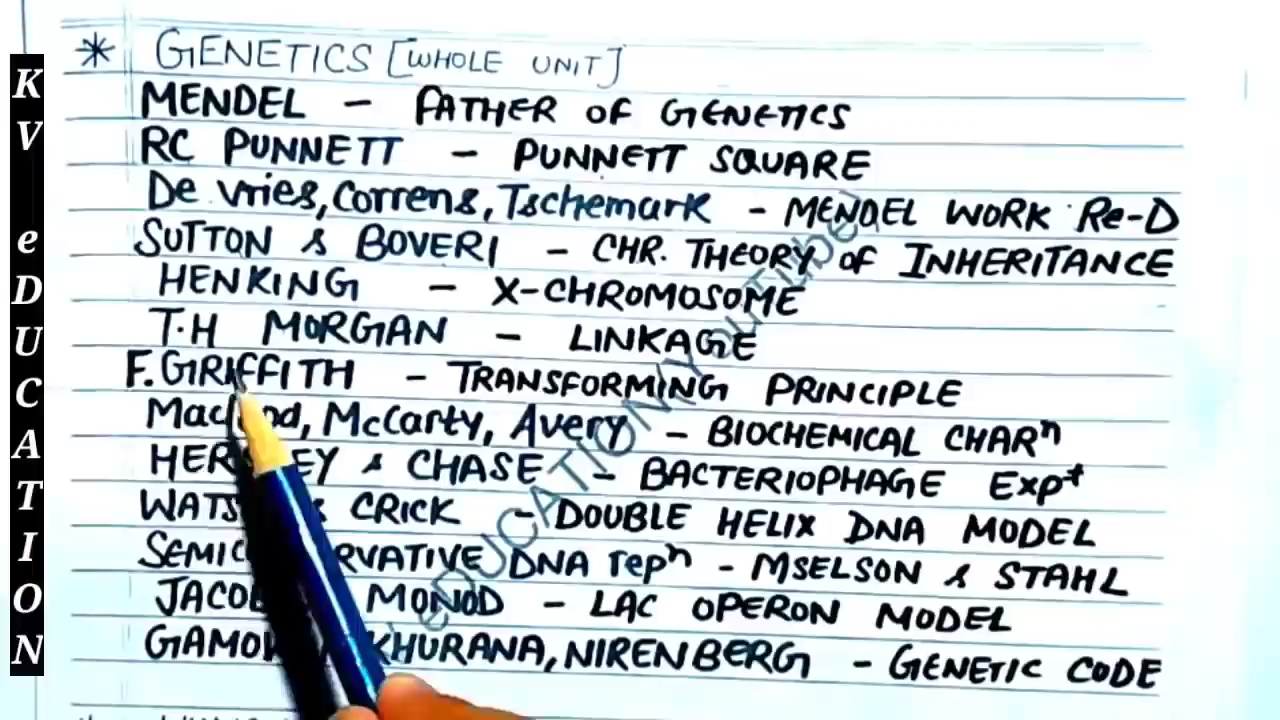 KV eDUCATION
* GENETICS [WHOLE UNIT]
MENDEL - FATHER OF GENETICS
RC PUNNETT - PUNNETT SQUARE
De vries, Correns, Tschemark - MENDEL WORK Re-D
SUTTON & BOVERI - CHR. THEORY of INHERITANCE
HENKING - X-CHROMOSOME
T.H MORGAN - LINKAGE
F. GRIFFITH - TRANSFORMING PRINCIPLE
McCarty, Avery - BIOCHEMICAL CHARⁿ
& CHASE - BACTERIOPHAGE Expᵗ
CRICK - DOUBLE HELIX DNA MODEL
DNA repⁿ - MSELSON & STAHL
MONOD - LAC OPERON MODEL
KHURANA, NIRENBERG - GENETIC CODE